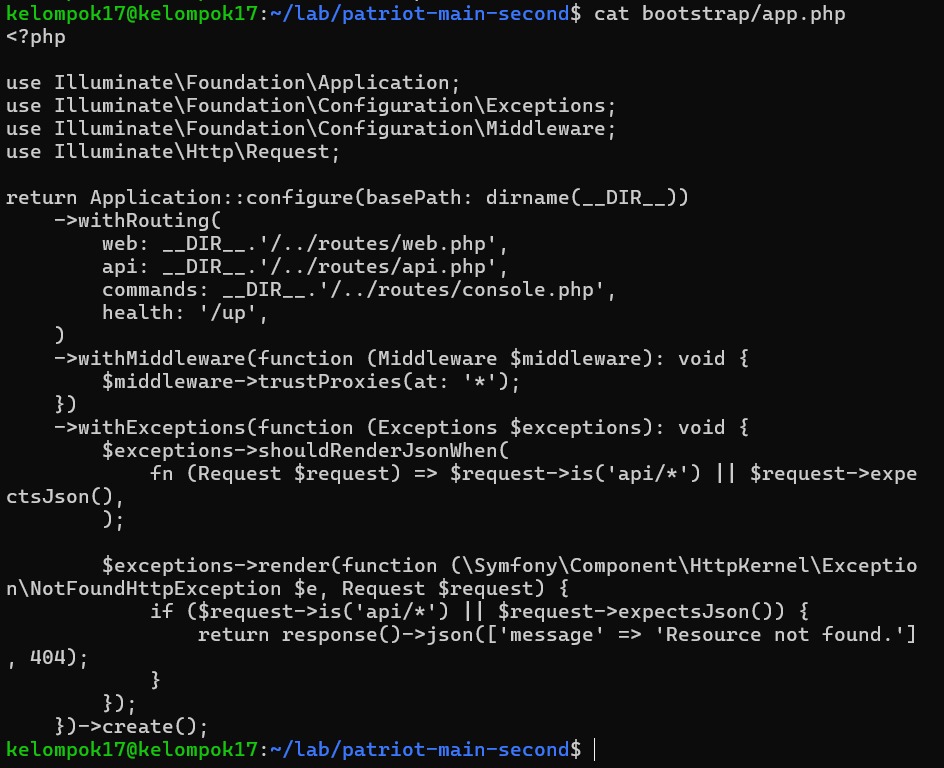 kelompok17@kelompok17:~/lab/patriot-main-second$ cat bootstrap/app.php
<?php

use Illuminate\Foundation\Application;
use Illuminate\Foundation\Configuration\Exceptions;
use Illuminate\Foundation\Configuration\Middleware;
use Illuminate\Http\Request;

return Application::configure(basePath: dirname(__DIR__))
    ->withRouting(
        web: __DIR__.'/../routes/web.php',
        api: __DIR__.'/../routes/api.php',
        commands: __DIR__.'/../routes/console.php',
        health: '/up',
    )
    ->withMiddleware(function (Middleware $middleware): void {
        $middleware->trustProxies(at: '*');
    })
    ->withExceptions(function (Exceptions $exceptions): void {
        $exceptions->shouldRenderJsonWhen(
            fn (Request $request) => $request->is('api/*') || $request->expe
ctsJson(),
        );

        $exceptions->render(function (\Symfony\Component\HttpKernel\Exceptio
n\NotFoundHttpException $e, Request $request) {
            if ($request->is('api/*') || $request->expectsJson()) {
                return response()->json(['message' => 'Resource not found.']
, 404);
            }
        });
    })->create();
kelompok17@kelompok17:~/lab/patriot-main-second$